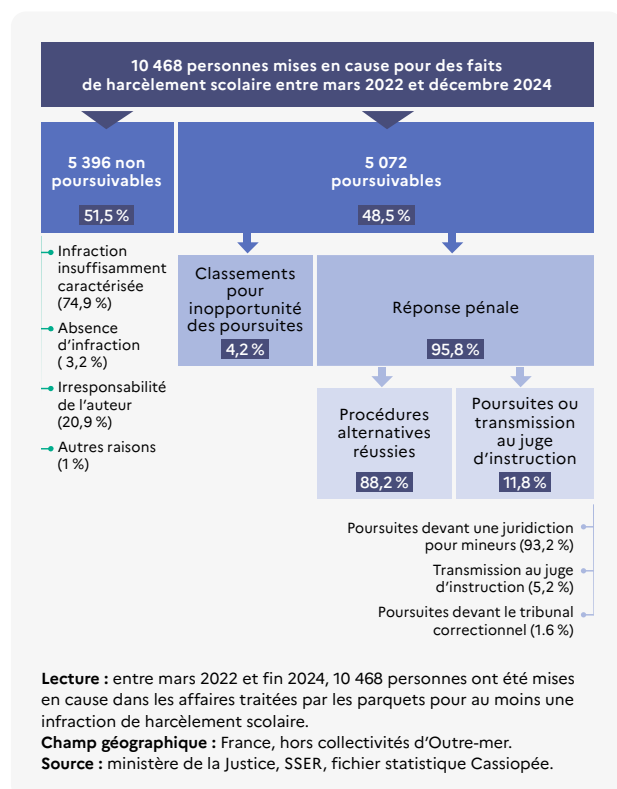 10 468 personnes mises en cause pour des faits
de harcèlement scolaire entre mars 2022 et décembre 2024
5 396 non
poursuivables
51,5 %
5 072
poursuivables
48,5 %
Infraction
insuffisamment
caractérisée
(74,9 %)
Absence
d’infraction
( 3,2 %)
Irresponsabilité
de l’auteur
(20,9 %)
Autres raisons
(1 %)
Classements
pour
inopportunité
des poursuites
4,2 %
Réponse pénale
95,8 %
Procédures
alternatives
réussies
88,2 %
Poursuites ou
transmission
au juge
d’instruction
11,8 %
Poursuites devant une juridiction
pour mineurs (93,2 %)
Transmission au juge
d’instruction (5,2 %)
Poursuites devant le tribunal
correctionnel (1.6 %)
Lecture : entre mars 2022 et fin 2024, 10 468 personnes ont été mises
en cause dans les affaires traitées par les parquets pour au moins une
infraction de harcèlement scolaire.
Champ géographique : France, hors collectivités d’Outre-mer.
Source : ministère de la Justice, SSER, fichier statistique Cassiopée.